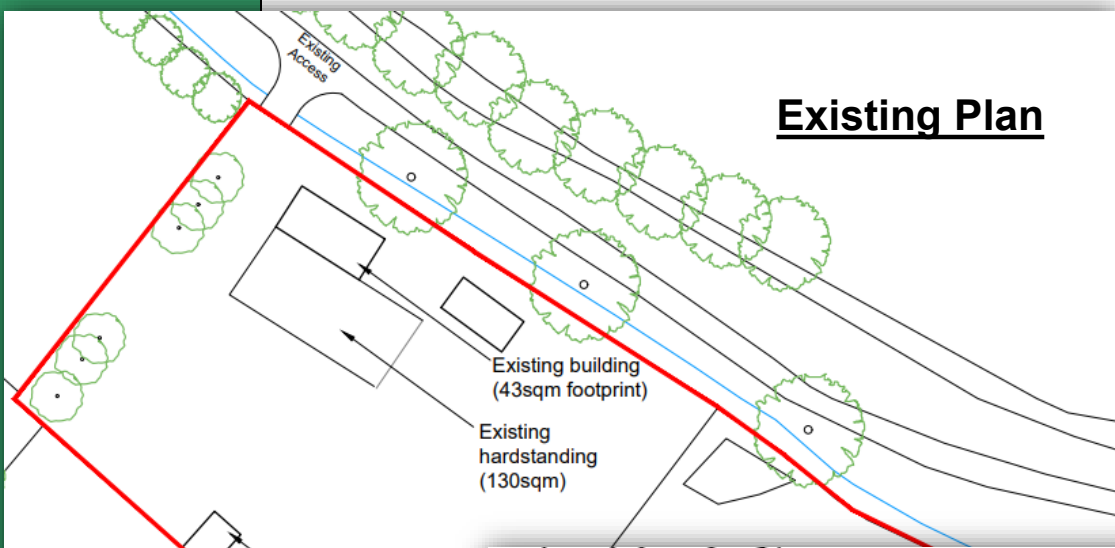 Existing
Access
Existing Plan
Existing building
(43sqm footprint)
Existing
hardstanding
(130sqm)